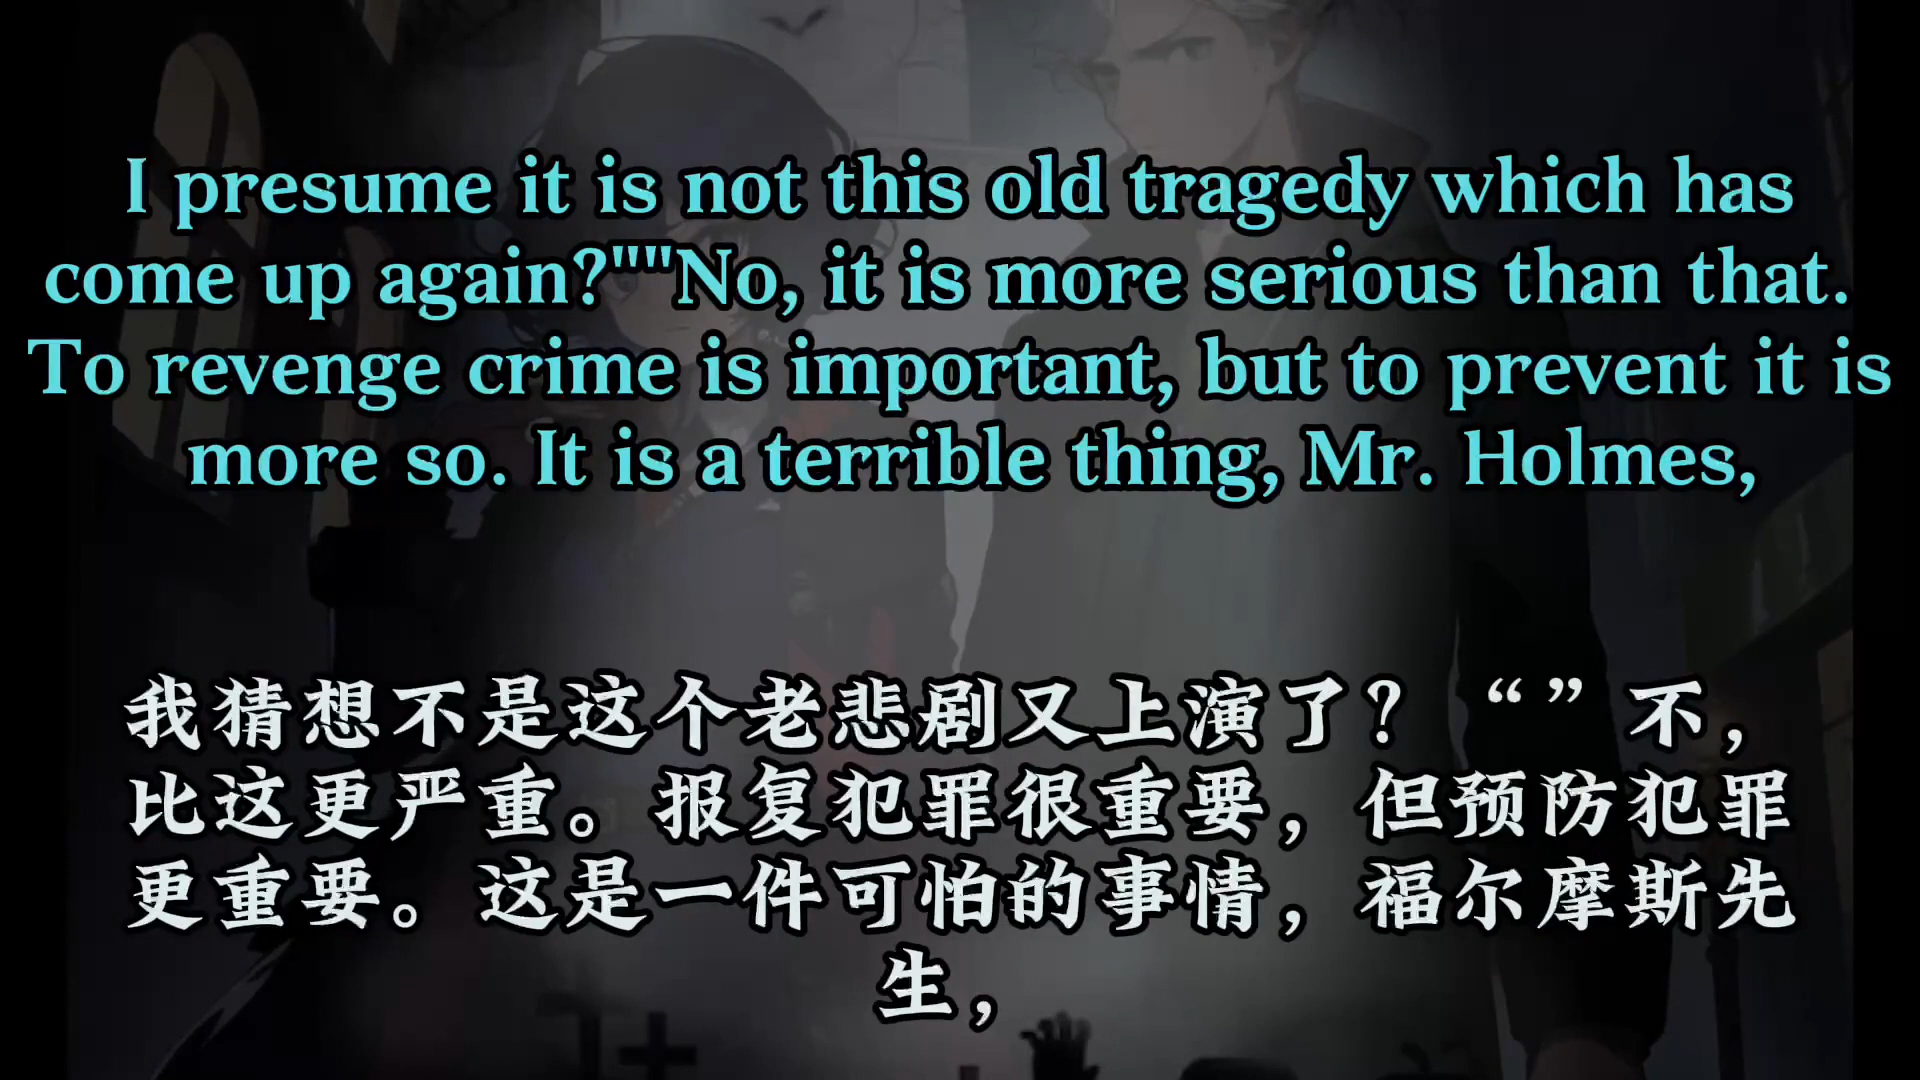 I presume it is not this old tragedy which has
come up again?""No, it is more serious than that.
To revenge crime is important, but to prevent it is
more so. It is a terrible thing, Mr. Holmes,
我猜想不是这个老悲剧又上演了？“”不，
比这更严重。报复犯罪很重要，但预防犯罪
更重要。这是一件可怕的事情，福尔摩斯先
生，